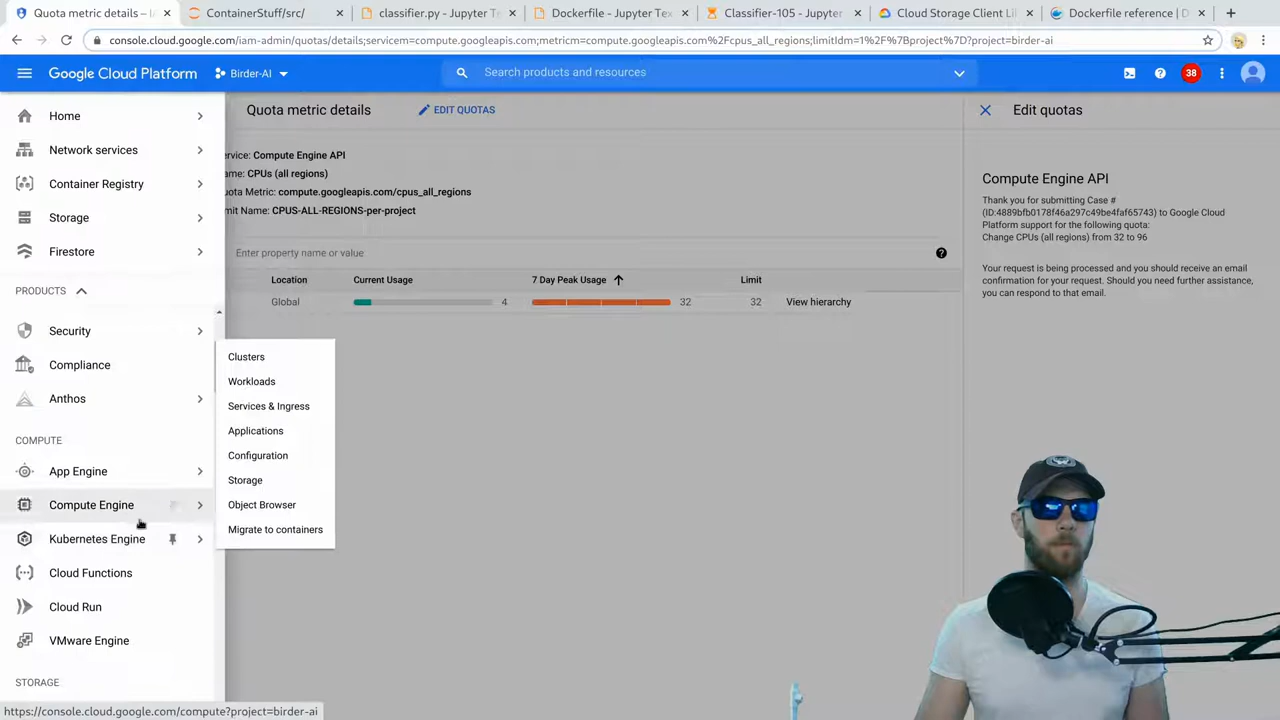 Quota metric details – I
ContainerStuff/src/
classifier.py - Jupyter Te
Dockerfile - Jupyter Tex
Classifier-105 - Jupyter
Cloud Storage Client Li
Dockerfile reference | D
console.cloud.google.com/iam-admin/quotas/details;servicem=compute.googleapis.com;metricm=compute.googleapis.com%2Fcpus_all_regions;limitIdm=1%2F%7Bproject%7D?project=birder-ai
Google Cloud Platform
Birder-AI
Search products and resources
38
Home
Network services
Container Registry
Storage
Firestore
PRODUCTS
Security
Compliance
Anthos
COMPUTE
App Engine
Compute Engine
Kubernetes Engine
Cloud Functions
Cloud Run
VMware Engine
STORAGE
Clusters
Workloads
Services & Ingress
Applications
Configuration
Storage
Object Browser
Migrate to containers
Quota metric details
EDIT QUOTAS
ervice: Compute Engine API
ame: CPUs (all regions)
uota Metric: compute.googleapis.com/cpus_all_regions
mit Name: CPUS-ALL-REGIONS-per-project
Enter property name or value
Location Current Usage 7 Day Peak Usage Limit
Global 4 32 32 View hierarchy
Edit quotas
Compute Engine API
Thank you for submitting Case #
(ID:4889bfb0178f46a297c49be4faf65743) to Google Cloud
Platform support for the following quota:
Change CPUs (all regions) from 32 to 96
Your request is being processed and you should receive an email
confirmation for your request. Should you need further assistance,
you can respond to that email.
https://console.cloud.google.com/compute?project=birder-ai